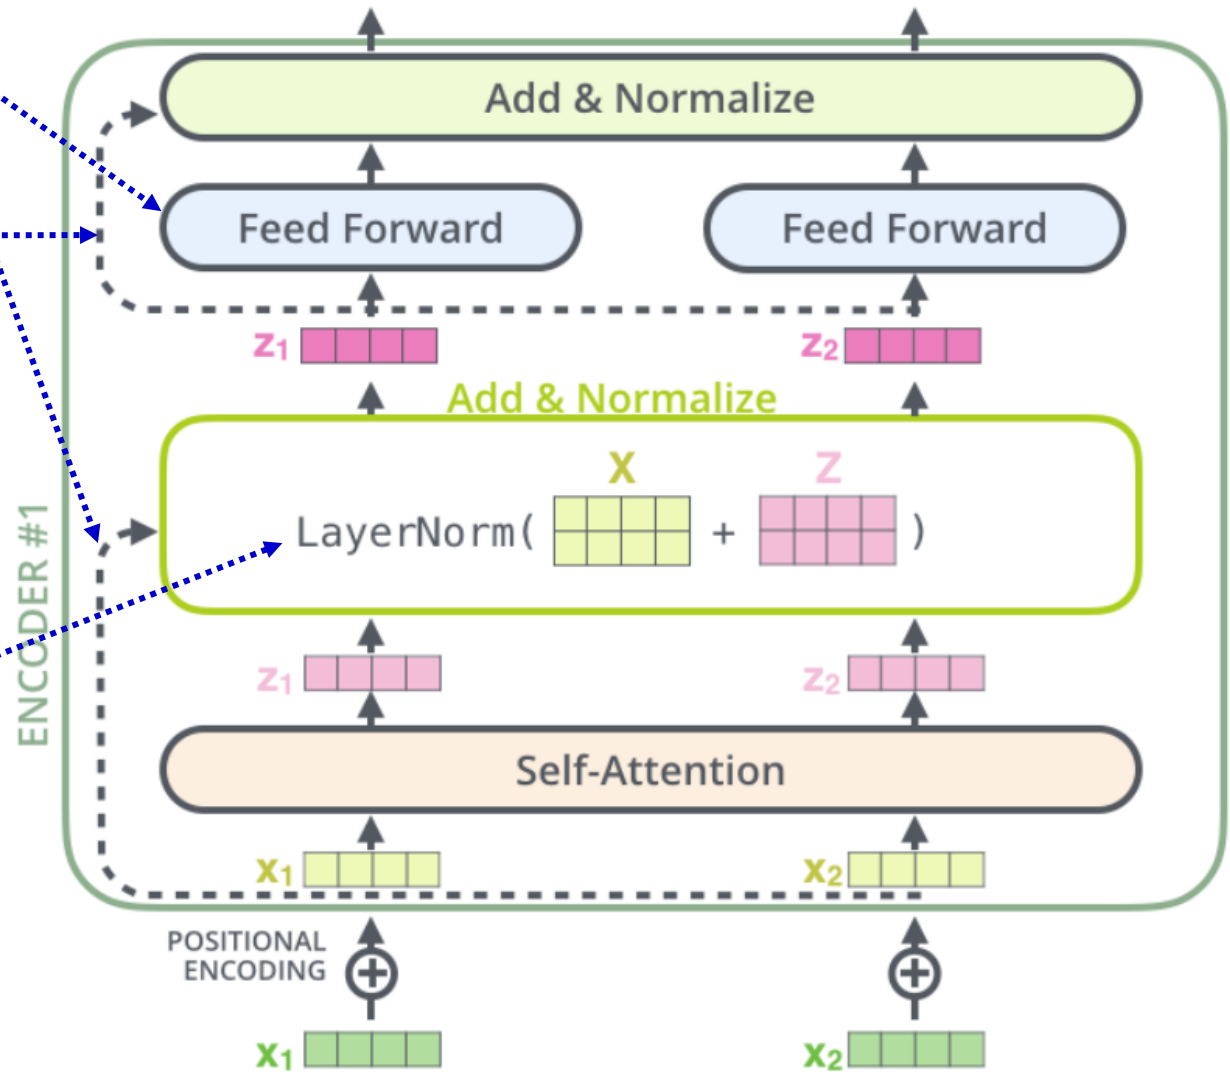 Add & Normalize
Feed Forward Feed Forward
z1 z2
Add & Normalize
X Z
LayerNorm( + )
z1 z2
Self-Attention
x1 x2
ENCODER #1
POSITIONAL
ENCODING
x1 x2